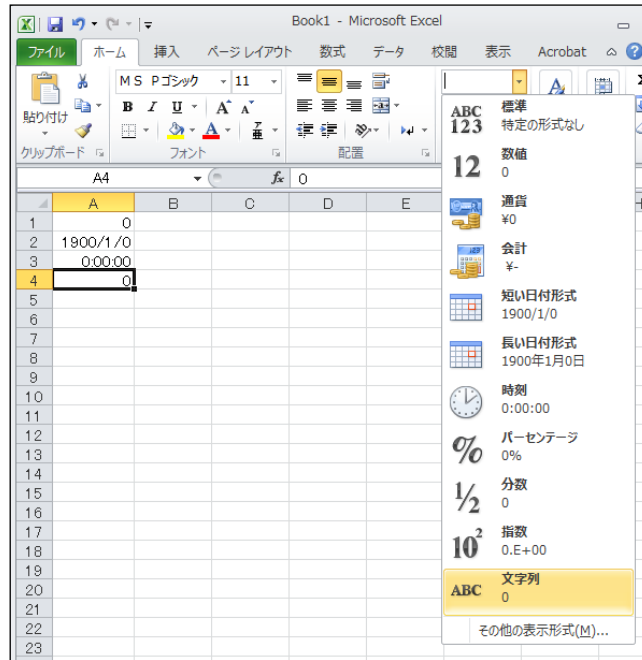 Book1 - Microsoft Excel
ファイル ホーム 挿入 ページ レイアウト 数式 データ 校閲 表示 Acrobat
貼り付け
ＭＳ Ｐゴシック 11
B I U A A
クリップボード フォント 配置
A4 fx 0
A B C D E
1 0
2 1900/1/0
3 0:00:00
4 0
5
6
7
8
9
10
11
12
13
14
15
16
17
18
19
20
21
22
23
ABC 123 標準
特定の形式なし
12 数値
0
通貨
¥0
会計
¥-
短い日付形式
1900/1/0
長い日付形式
1900年1月0日
時刻
0:00:00
% パーセンテージ
0%
1/2 分数
0
10² 指数
0.E+00
ABC 文字列
0
その他の表示形式(M)...